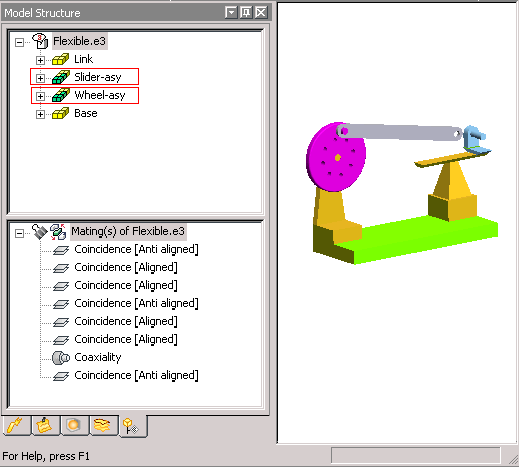 Model Structure
Flexible.e3
Link
Slider-asy
Wheel-asy
Base
Mating(s) of Flexible.e3
Coincidence [Anti aligned]
Coincidence [Aligned]
Coincidence [Aligned]
Coincidence [Anti aligned]
Coincidence [Aligned]
Coincidence [Aligned]
Coaxiality
Coincidence [Anti aligned]
For Help, press F1